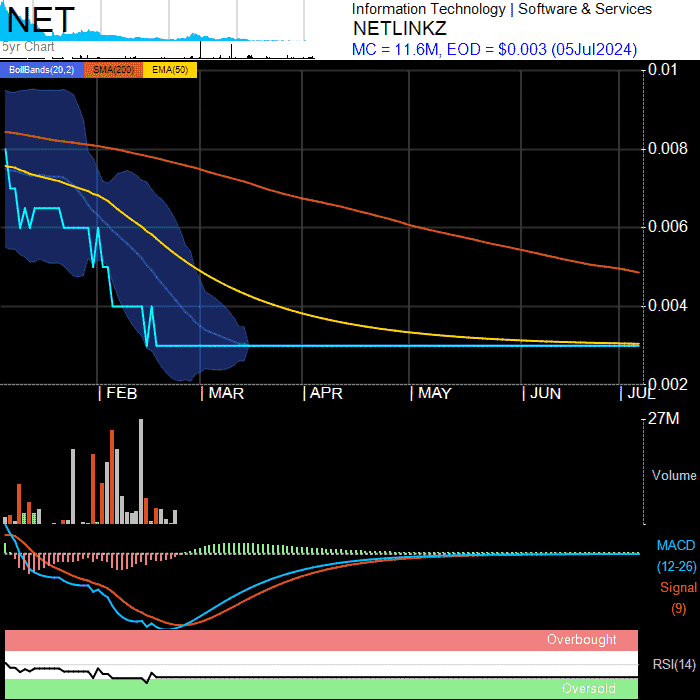 NET
5yr Chart
Information Technology | Software & Services
NETLINKZ
MC = 11.6M, EOD = $0.003 (05Jul2024)
BollBands(20,2) SMA(200) EMA(50)
0.01
0.008
0.006
0.004
0.002
FEB MAR APR MAY JUN JUL
27M
Volume
MACD
(12-26)
Signal
(9)
Overbought
RSI(14)
Oversold